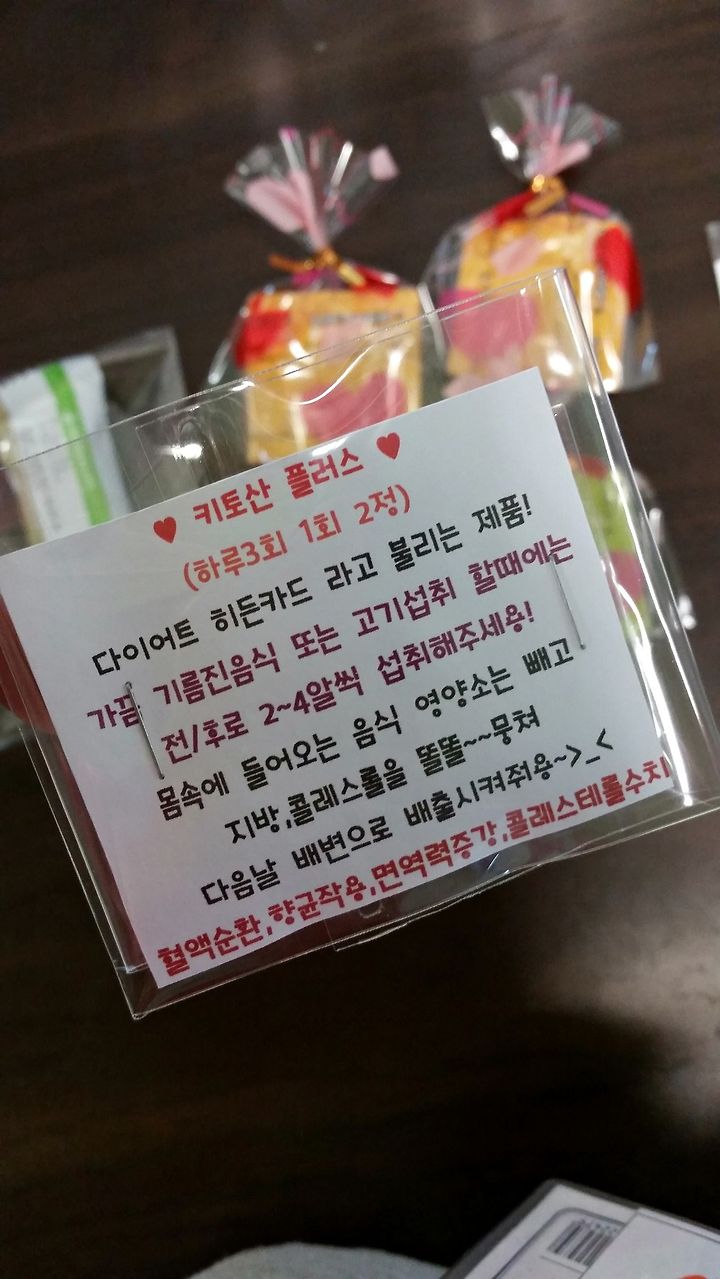 ♥ 키토산 플러스 ♥
(하루3회 1회 2정)
다이어트 히든카드 라고 불리는 제품!
가끔 기름진음식 또는 고기섭취 할때에는
전/후로 2~4알씩 섭취해주세용!
몸속에 들어오는 음식 영양소는 빼고
지방,콜레스롤을 똘똘~~뭉쳐
다음날 배변으로 배출시켜줘용~>_<
혈액순환,향균작용,면역력증강,콜레스테롤수치